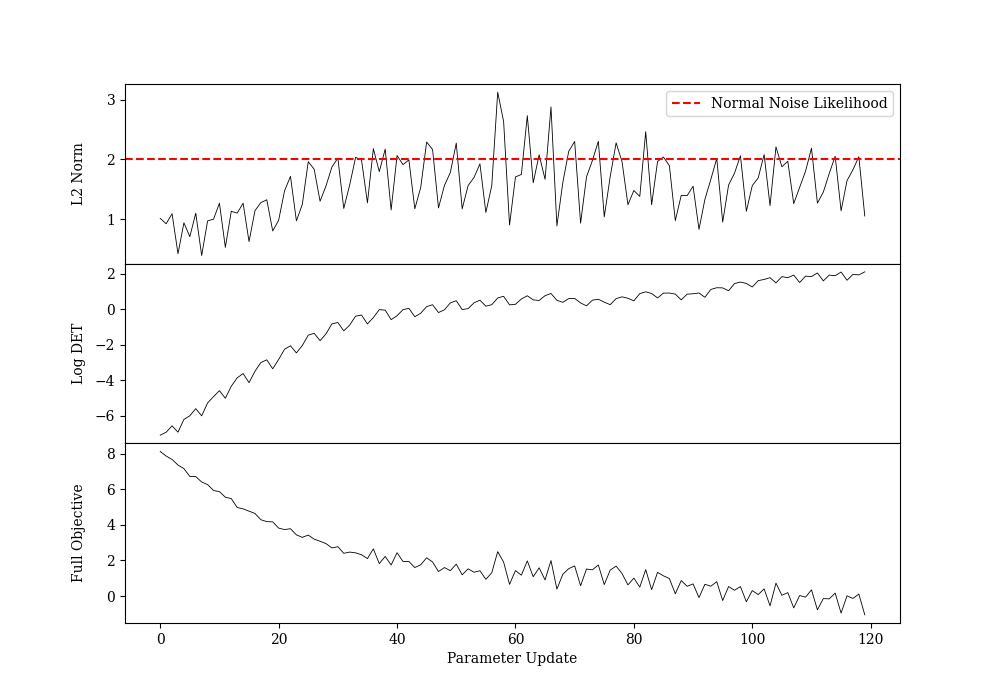 Normal Noise Likelihood
L2 Norm
3
2
1
Log DET
2
0
−2
−4
−6
Full Objective
8
6
4
2
0
0 20 40 60 80 100 120
Parameter Update